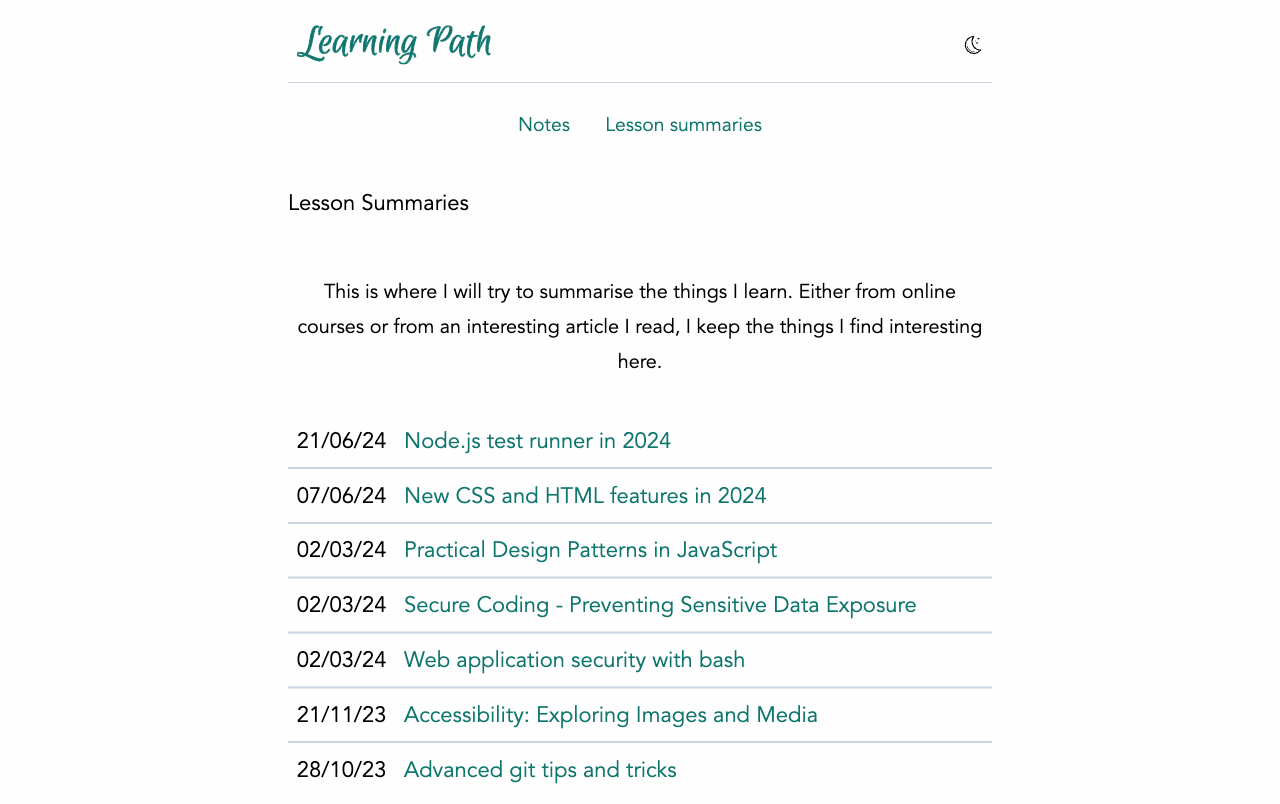 Learning Path
Notes Lesson summaries
Lesson Summaries
This is where I will try to summarise the things I learn. Either from online
courses or from an interesting article I read, I keep the things I find interesting
here.
21/06/24 Node.js test runner in 2024
07/06/24 New CSS and HTML features in 2024
02/03/24 Practical Design Patterns in JavaScript
02/03/24 Secure Coding - Preventing Sensitive Data Exposure
02/03/24 Web application security with bash
21/11/23 Accessibility: Exploring Images and Media
28/10/23 Advanced git tips and tricks